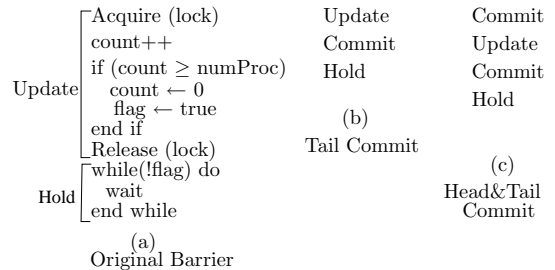 Update
Acquire (lock)
count++
if (count ≥ numProc)
count ← 0
flag ← true
end if
Release (lock)
Hold
while(!flag) do
wait
end while
(a)
Original Barrier
Update
Commit
Hold
(b)
Tail Commit
Commit
Update
Commit
Hold
(c)
Head&Tail
Commit